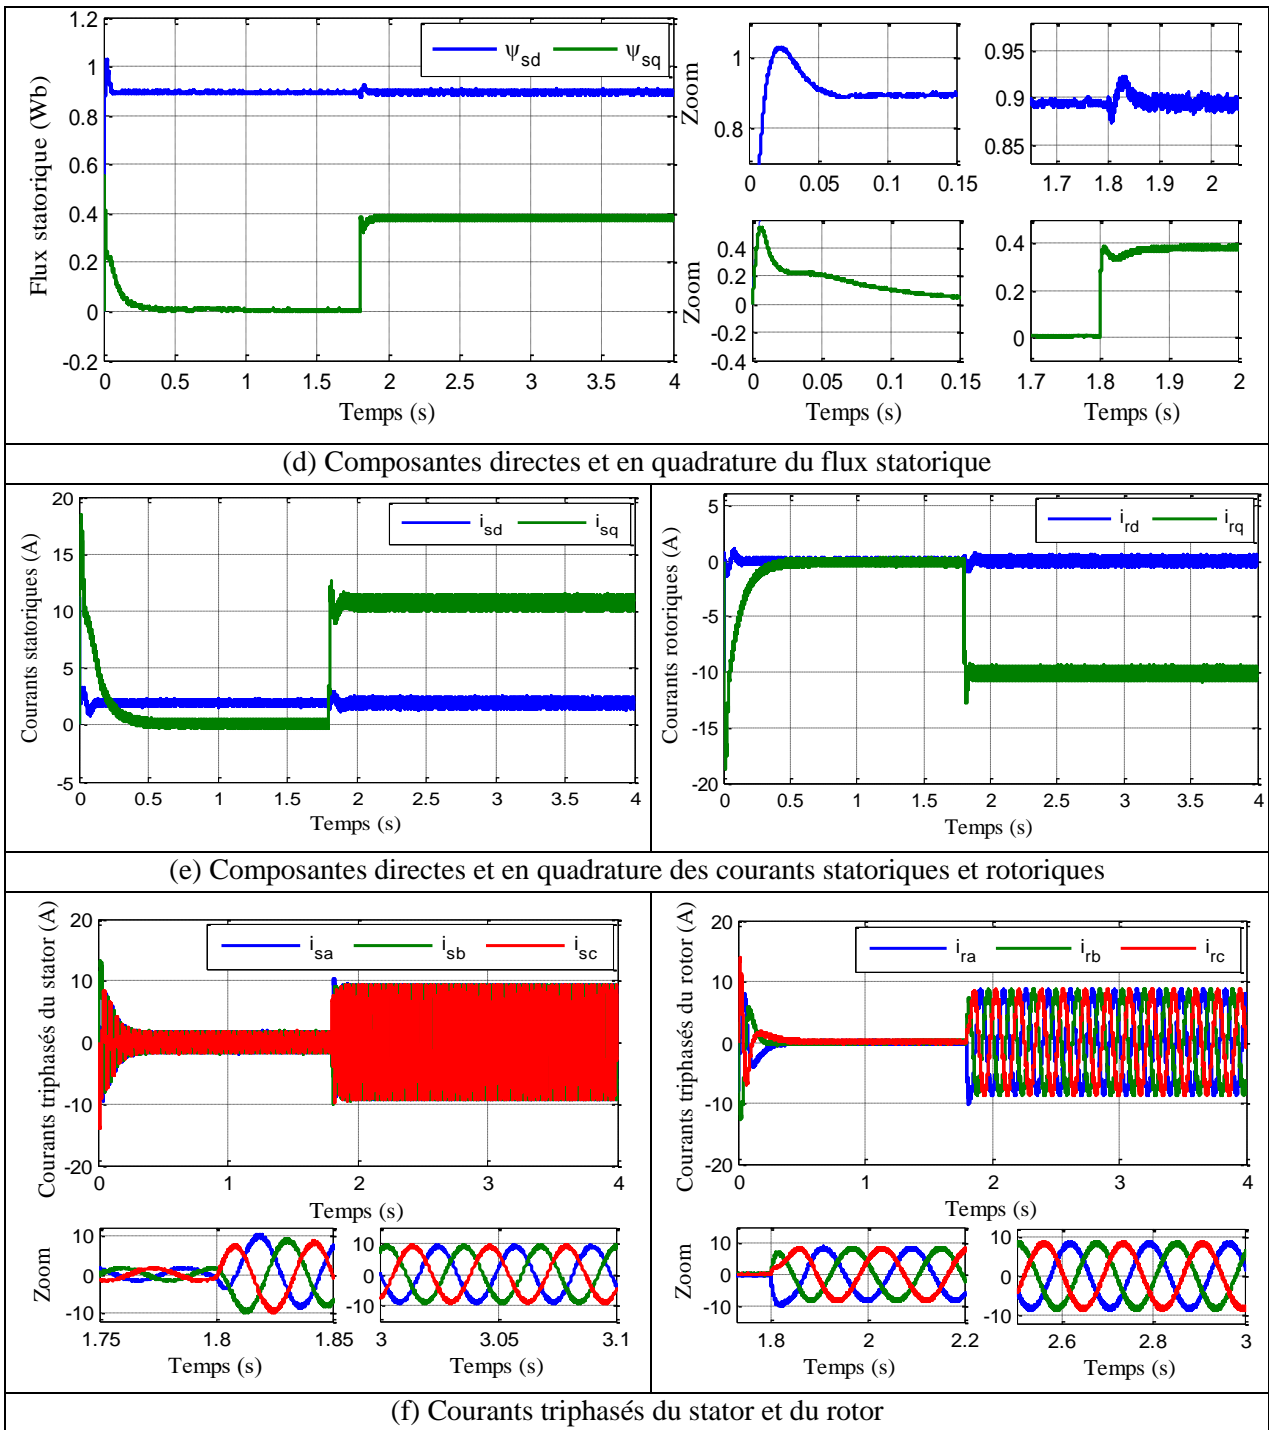 Flux statorique (Wb)
1.2
1
0.8
0.6
0.4
0.2
0
-0.2
ψsd ψsq
0 0.5 1 1.5 2 2.5 3 3.5 4
Temps (s)
Zoom
1
0.8
0 0.05 0.1 0.15
0.95
0.9
0.85
1.7 1.8 1.9 2
Zoom
0.4
0.2
0
-0.2
-0.4
0 0.05 0.1 0.15
Temps (s)
0.4
0.2
0
1.7 1.8 1.9 2
Temps (s)
(d) Composantes directes et en quadrature du flux statorique
Courants statoriques (A)
20
15
10
5
0
-5
isd isq
0 0.5 1 1.5 2 2.5 3 3.5 4
Temps (s)
Courants rotoriques (A)
5
0
-5
-10
-15
-20
ird irq
0 0.5 1 1.5 2 2.5 3 3.5 4
Temps (s)
(e) Composantes directes et en quadrature des courants statoriques et rotoriques
Courants triphasés du stator (A)
20
10
0
-10
-20
isa isb isc
0 1 2 3 4
Temps (s)
Zoom
10
0
-10
1.75 1.8 1.85
Temps (s)
10
0
-10
3 3.05 3.1
Temps (s)
Courants triphasés du rotor (A)
20
10
0
-10
-20
ira irb irc
0 1 2 3 4
Temps (s)
Zoom
10
0
-10
1.8 2 2.2
Temps (s)
10
0
-10
2.6 2.8 3
Temps (s)
(f) Courants triphasés du stator et du rotor